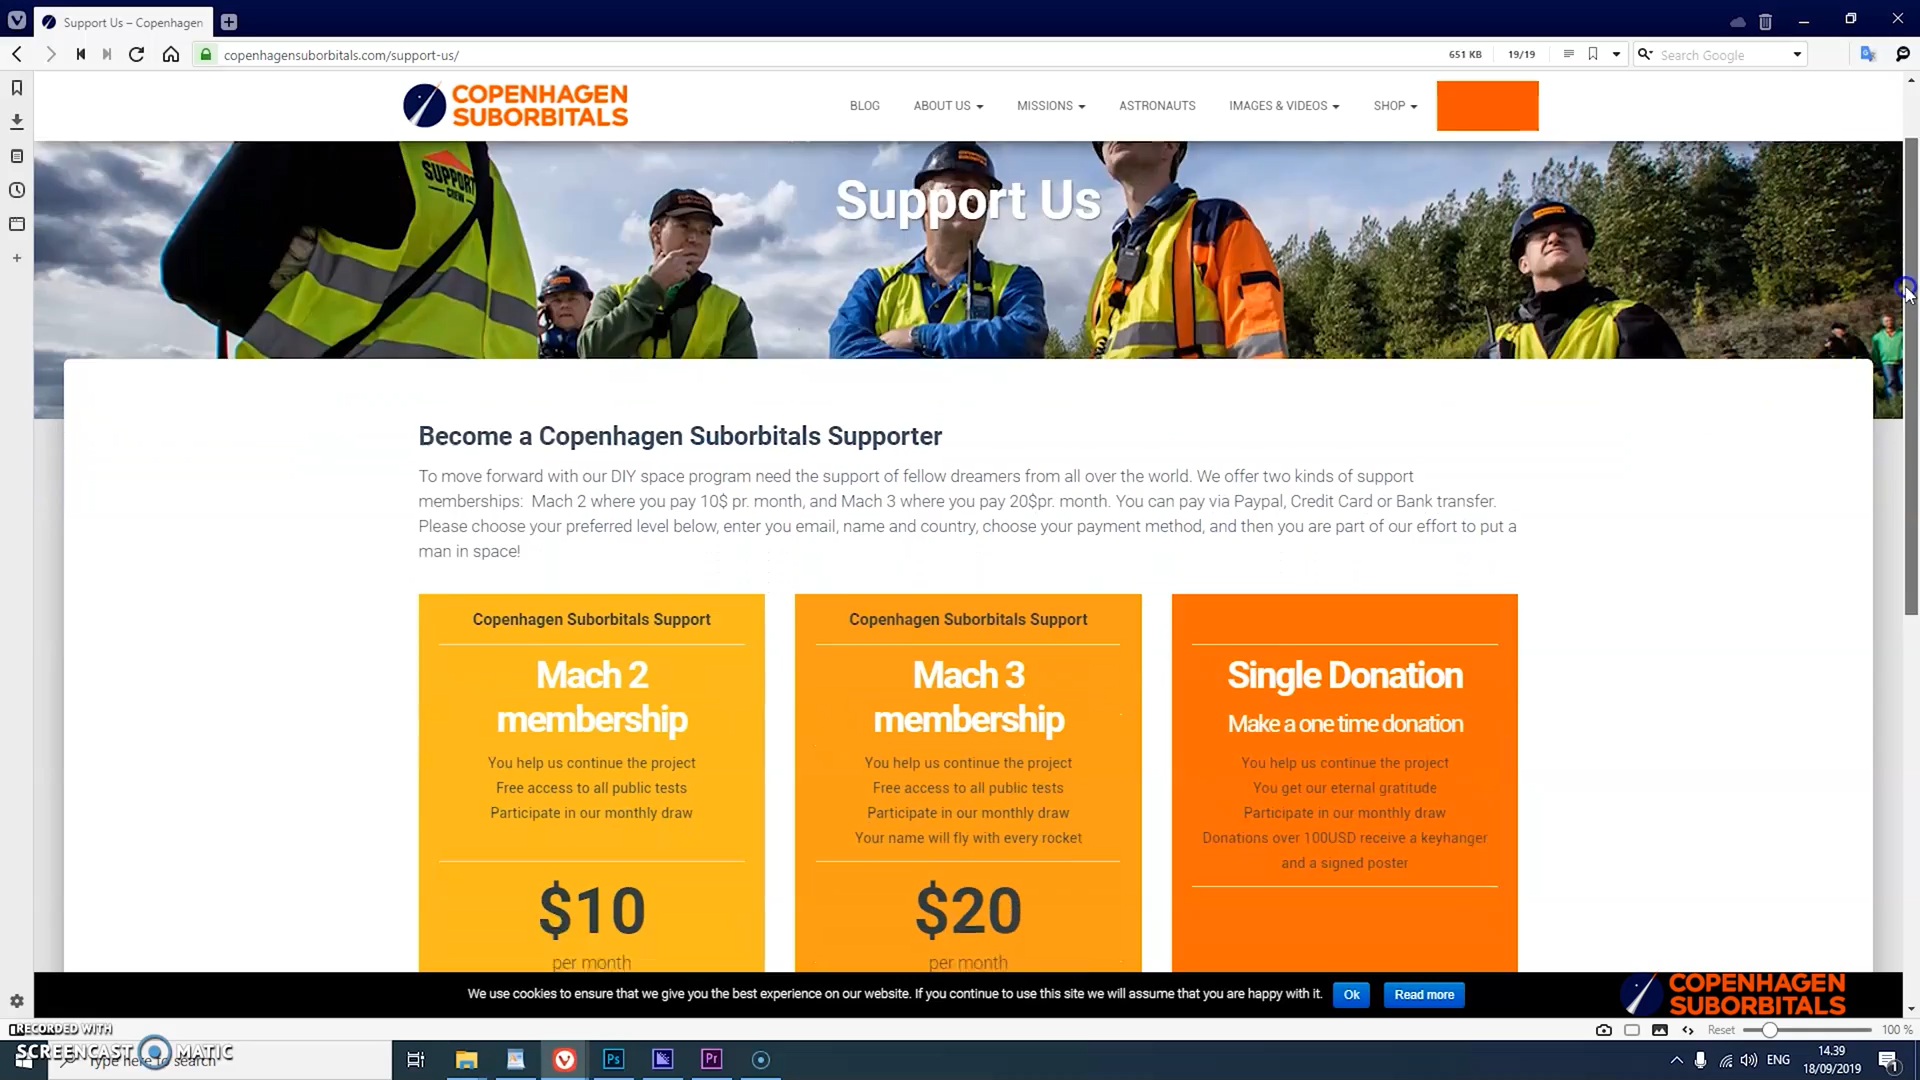 Support Us – Copenhagen
copenhagensuborbitals.com/support-us/
651 KB
19/19
Search Google
COPENHAGEN
SUBORBITALS
BLOG
ABOUT US
MISSIONS
ASTRONAUTS
IMAGES & VIDEOS
SHOP
SUPPORT
CREW
Support Us
Become a Copenhagen Suborbitals Supporter
To move forward with our DIY space program need the support of fellow dreamers from all over the world. We offer two kinds of support
memberships: Mach 2 where you pay 10$ pr. month, and Mach 3 where you pay 20$pr. month. You can pay via Paypal, Credit Card or Bank transfer.
Please choose your preferred level below, enter you email, name and country, choose your payment method, and then you are part of our effort to put a
man in space!
Copenhagen Suborbitals Support
Mach 2
membership
You help us continue the project
Free access to all public tests
Participate in our monthly draw
$10
per month
Copenhagen Suborbitals Support
Mach 3
membership
You help us continue the project
Free access to all public tests
Participate in our monthly draw
Your name will fly with every rocket
$20
per month
Single Donation
Make a one time donation
You help us continue the project
You get our eternal gratitude
Participate in our monthly draw
Donations over 100USD receive a keyhanger
and a signed poster
We use cookies to ensure that we give you the best experience on our website. If you continue to use this site we will assume that you are happy with it.
Ok
Read more
COPENHAGEN
SUBORBITALS
Reset
100 %
RECORDED WITH
SCREENCAST MATIC
Type here to search
Ps
Pr
ENG
14.39
18/09/2019
1